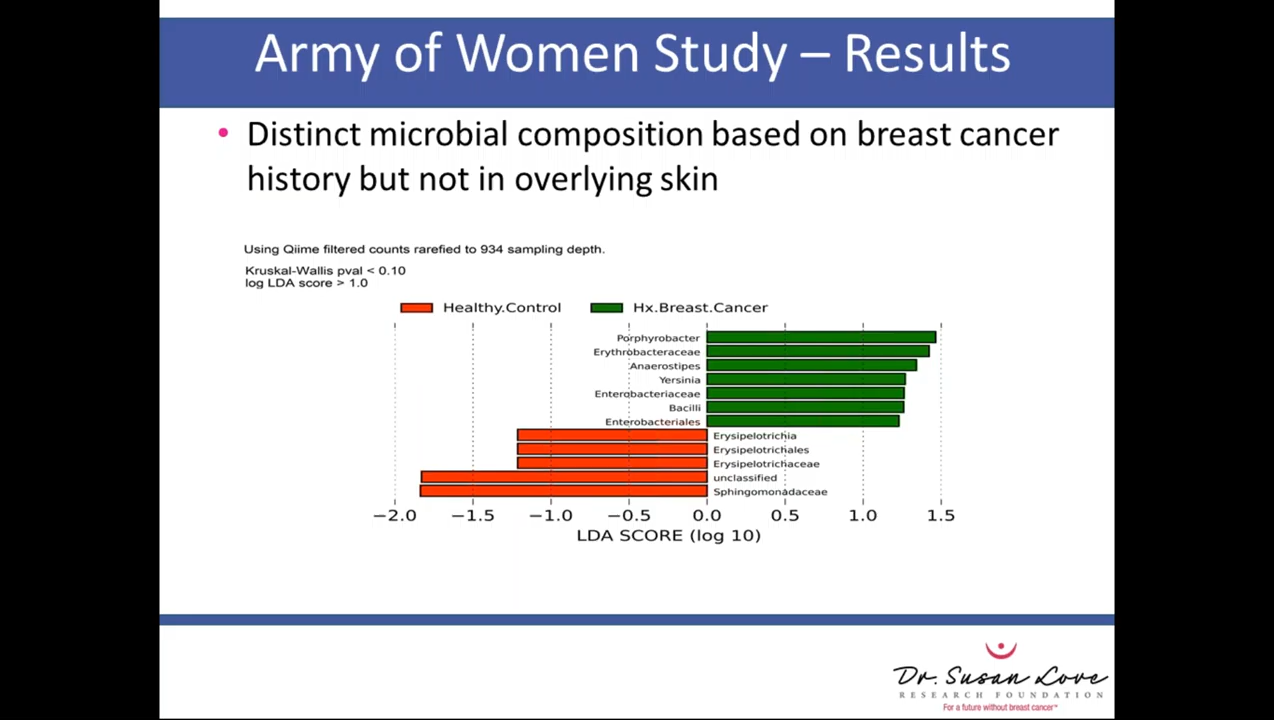 Army of Women Study – Results
• Distinct microbial composition based on breast cancer
history but not in overlying skin
Using Qiime filtered counts rarefied to 934 sampling depth.
Kruskal-Wallis pval < 0.10
log LDA score > 1.0
Healthy.Control Hx.Breast.Cancer
Porphyrobacter
Erythrobacteraceae
Anaerostipes
Yersinia
Enterobacteriaceae
Bacilli
Enterobacteriales
Erysipelotrichia
Erysipelotrichales
Erysipelotrichaceae
unclassified
Sphingomonadaceae
−2.0 −1.5 −1.0 −0.5 0.0 0.5 1.0 1.5
LDA SCORE (log 10)
Dr. Susan Love
RESEARCH FOUNDATION
For a future without breast cancer™